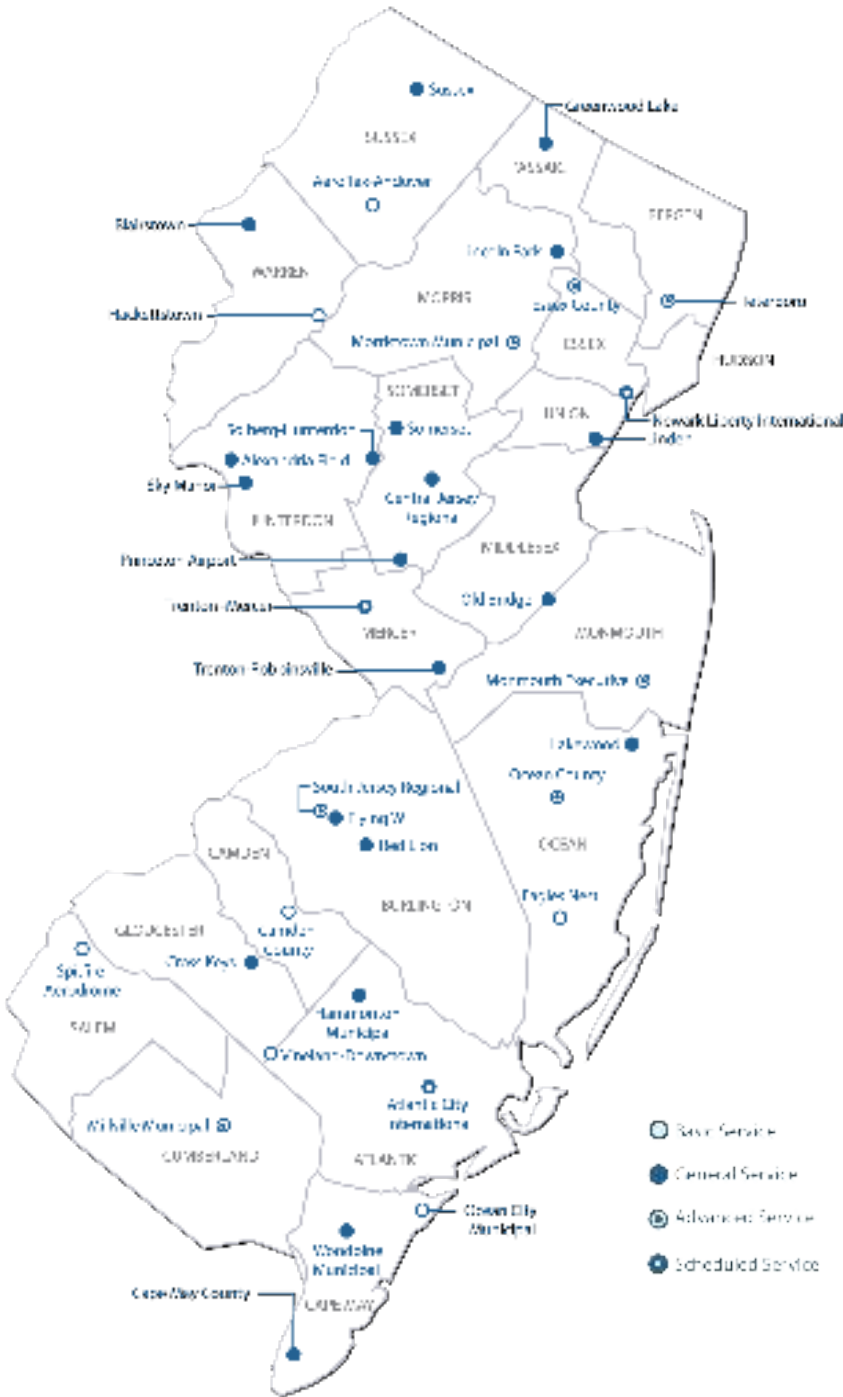 Sussex
Greenwood Lake
SUSSEX
PASSAIC
Aeroflex-Andover
BERGEN
Blairstown
Lincoln Park
WARREN
MORRIS
Essex County
Teterboro
Hackettstown
Morristown Municipal
ESSEX
HUDSON
SOMERSET
UNION
Newark Liberty International
Solberg-Hunterdon
Somerset
Linden
Alexandria Field
Sky Manor
Central Jersey
Regional
HUNTERDON
MIDDLESEX
Princeton Airport
Old Bridge
Trenton-Mercer
MERCER
MONMOUTH
Trenton-Robbinsville
Monmouth Executive
Lakewood
South Jersey Regional
Ocean County
Flying W
Red Lion
CAMDEN
OCEAN
Eagles Nest
BURLINGTON
GLOUCESTER
Camden
County
Cross Keys
Spitfire
Aerodrome
SALEM
Hammonton
Municipal
Vineland-Downstown
Atlantic City
International
Millville Municipal
CUMBERLAND
ATLANTIC
Basic Service
General Service
Advanced Service
Scheduled Service
Ocean City
Municipal
Woodbine
Municipal
Cape May County
CAPE MAY